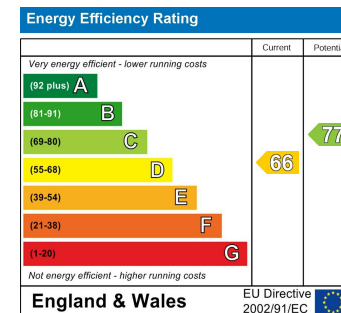 Energy Efficiency Rating
Current
Very energy efficient - lower running costs
(92 plus) A
(81-91) B
(69-80) C
77
(55-68) D
66
(39-54) E
(21-38) F
(1-20) G
Not energy efficient - higher running costs
England & Wales
EU Directive
2002/91/EC